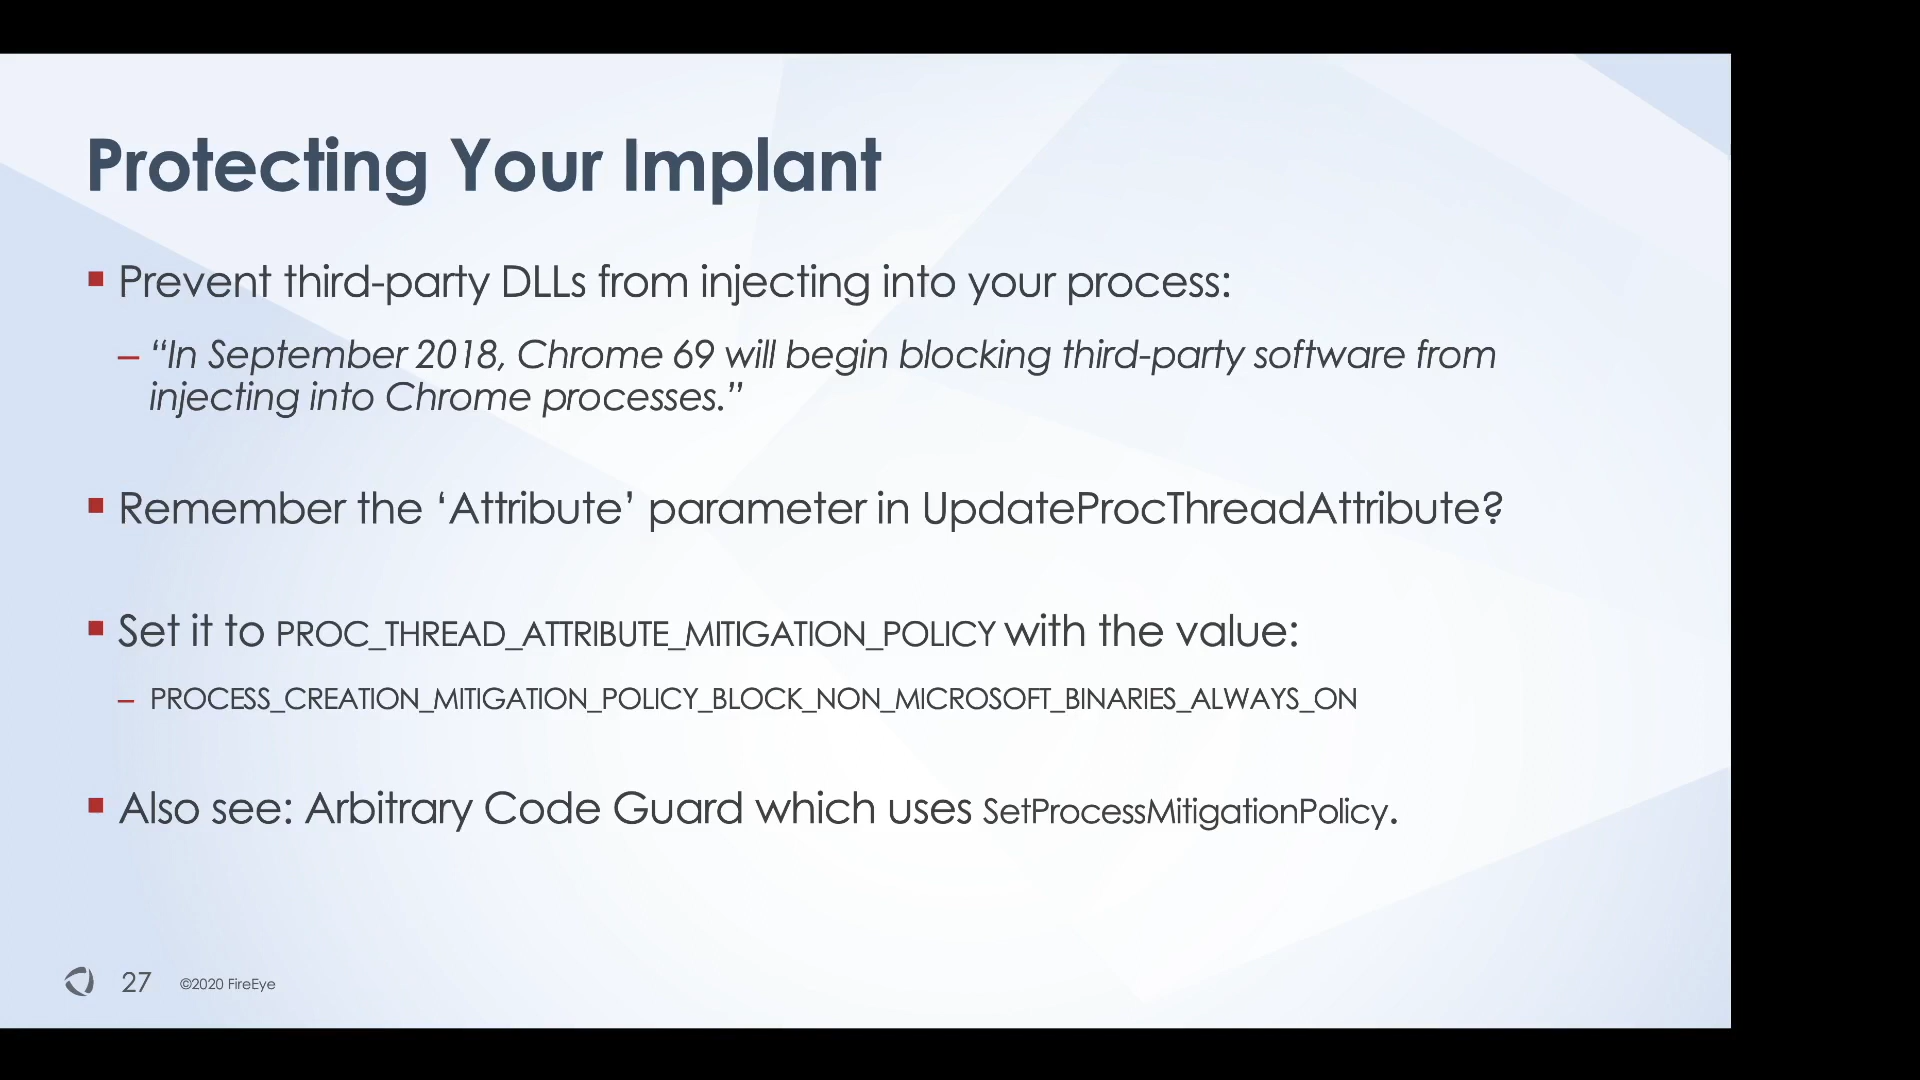 Protecting Your Implant
▪ Prevent third-party DLLs from injecting into your process:
– “In September 2018, Chrome 69 will begin blocking third-party software from
injecting into Chrome processes.”
▪ Remember the ‘Attribute’ parameter in UpdateProcThreadAttribute?
▪ Set it to PROC_THREAD_ATTRIBUTE_MITIGATION_POLICY with the value:
– PROCESS_CREATION_MITIGATION_POLICY_BLOCK_NON_MICROSOFT_BINARIES_ALWAYS_ON
▪ Also see: Arbitrary Code Guard which uses SetProcessMitigationPolicy.
27 ©2020 FireEye